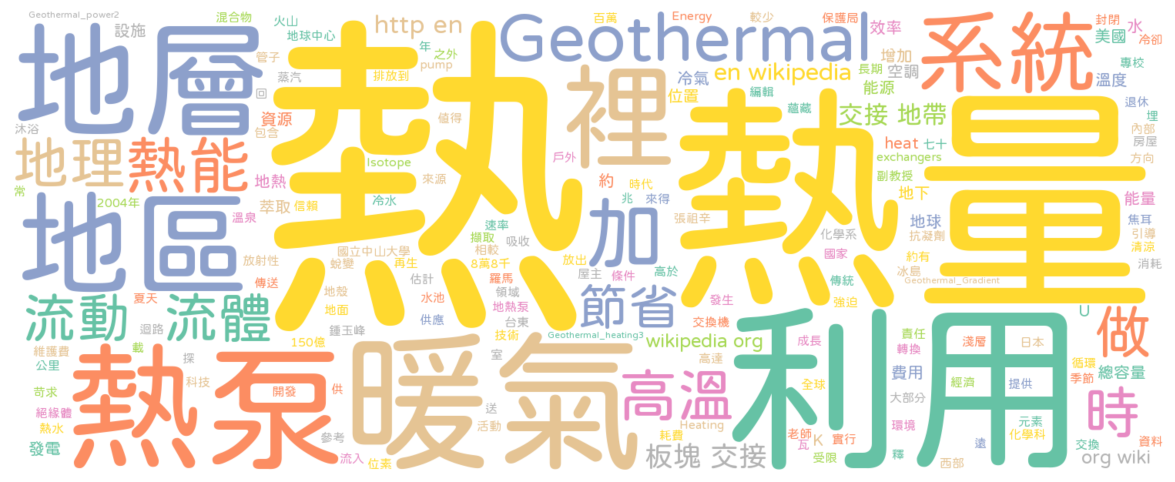 Geothermal_power2
混合物
火山
設施
地球中心
http en
百萬
Energy
較少
保護局
封閉
水
Geothermal
效率
系統
美國
冷卻
年
之外
地層
管子
蒸汽
排放到
pump
熱
裡
冷氣
en wikipedia
增加
空調
長期
能源
溫度
專校
回
資源
值得
位置
編輯
蘊藏
交接 地帶
退休
埋
沐浴
包含
熱量
內部
地理
熱能
Isotope
戶外
heat
七十
exchangers
房屋
方向
常
2004年
地熱
來源
約
時代
副教授
地下
能量
地區
萃取
信賴
冷水
兆
來得
加
張祖辛
地球
焦耳
溫泉
速率
擷取
吸收
化學系
抗凝劑
引導
清涼
國立中山大學
相較
國家
約有
消耗
放射性
蛻變
再生
8萬8千
放出
冰島
傳送
估計
羅馬
屋主
條件
高於
傳統
Geothermal_Gradient
流動
夏天
流體
地殼
水池
領域
地熱泵
節省
發生
強迫
地面
供應
台東
交換機
U
迴路
鍾玉峰
技術
Geothermal_heating3
wikipedia org
成長
利用
責任
做
維護費
載
150億
室
高達
轉換
淺層
日本
公里
採
熱泵
暖氣
高溫
費用
循環
總容量
苛求
科技
開發
供
全球
經濟
提供
季節
絕緣體
送
大部分
時
熱水
活動
Heating
環境
元素
發電
參考
耗費
老師
K
實行
化學科
流入
位素
板塊 交接
瓦
受限
釋
遠
交換
資料
西部
org wiki